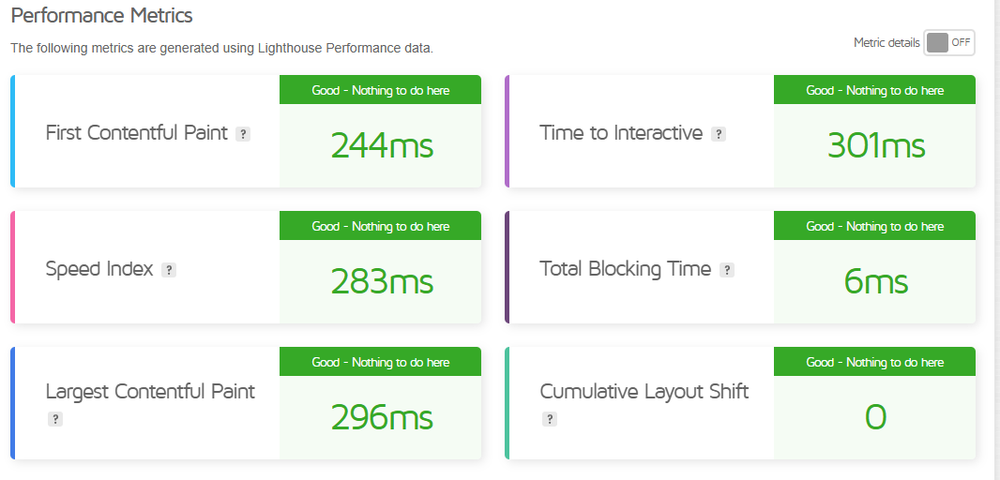 Performance Metrics
The following metrics are generated using Lighthouse Performance data.
Metric details OFF
Good - Nothing to do here
First Contentful Paint ?
244ms
Good - Nothing to do here
Time to Interactive ?
301ms
Good - Nothing to do here
Speed Index ?
283ms
Good - Nothing to do here
Total Blocking Time ?
6ms
Good - Nothing to do here
Largest Contentful Paint
?
296ms
Good - Nothing to do here
Cumulative Layout Shift
?
0